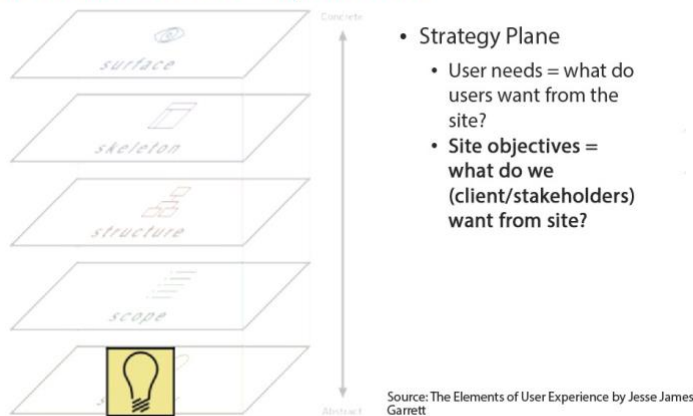 Concrete
surface
skeleton
structure
scope
Abstract
• Strategy Plane
• User needs = what do
users want from the
site?
• Site objectives =
what do we
(client/stakeholders)
want from site?
Source: The Elements of User Experience by Jesse James
Garrett